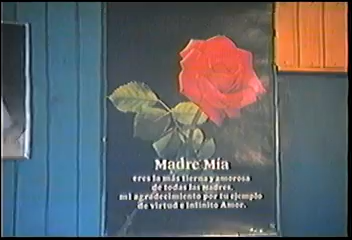 Madre Mía
eres lo más tierna y amorosa
de todas las Madres.
mi agradecimiento por tu ejemplo
de virtud e Infinito Amor.